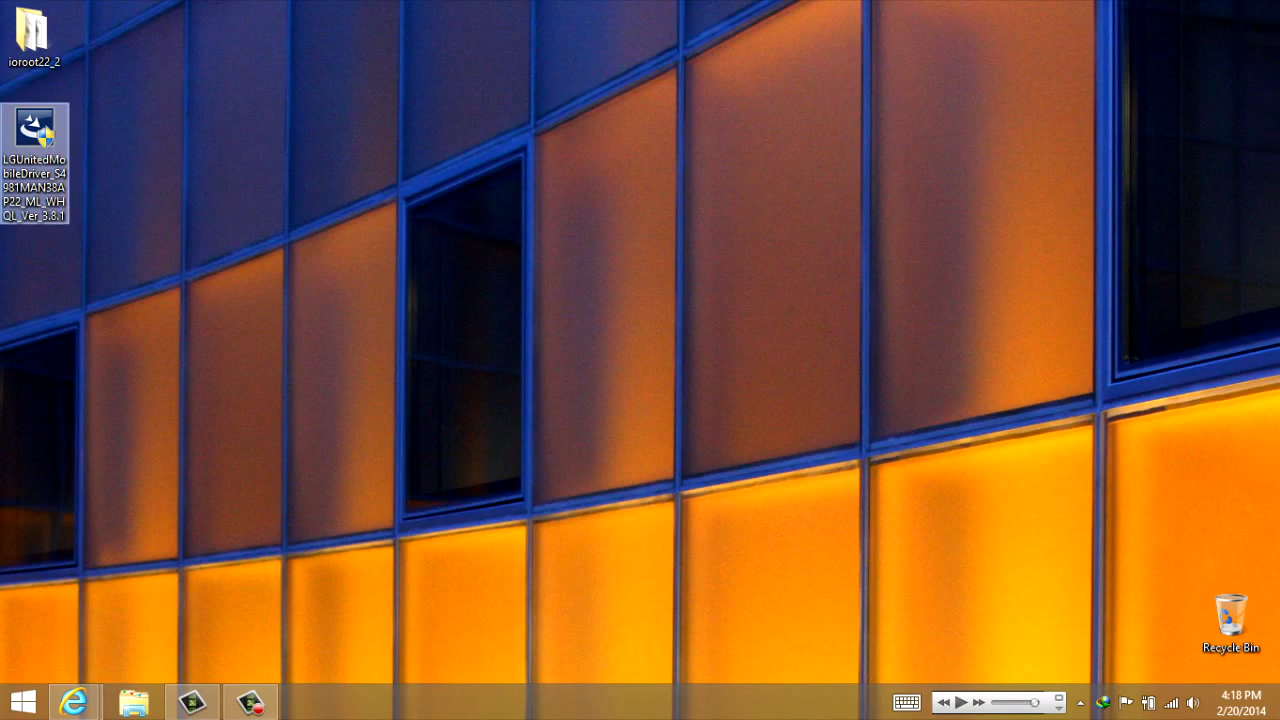 ioroot22_2
LGUnitedMo
bileDriver_S4
981MAN38A
P22_ML_WH
QL_Ver_3.8.1
Recycle Bin
4:18 PM
2/20/2014